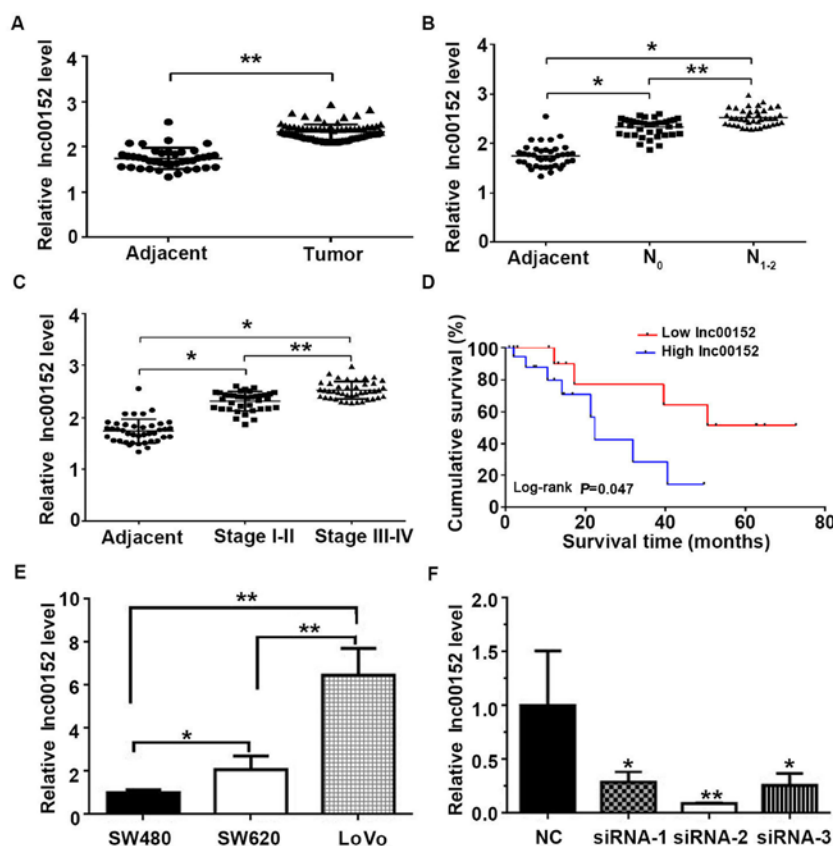 A
Relative lnc00152 level
4
3
2
1
0
**
Adjacent Tumor
B
Relative lnc00152 level
4
3
2
1
0
*
* **
Adjacent N0 N1-2
C
Relative lnc00152 level
4
3
2
1
0
*
* **
Adjacent Stage I-II Stage III-IV
D
Cumulative survival (%)
100
80
60
40
20
Low lnc00152
High lnc00152
Log-rank P=0.047
0 20 40 60 80
Survival time (months)
E
Relative lnc00152 level
10
8
6
4
2
0
**
**
*
SW480 SW620 LoVo
F
Relative lnc00152 level
2.0
1.5
1.0
0.5
0.0
* ** *
NC siRNA-1 siRNA-2 siRNA-3